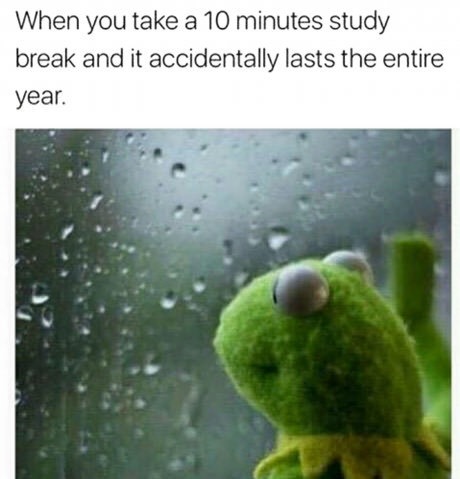 When you take a 10 minutes study
break and it accidentally lasts the entire
year.